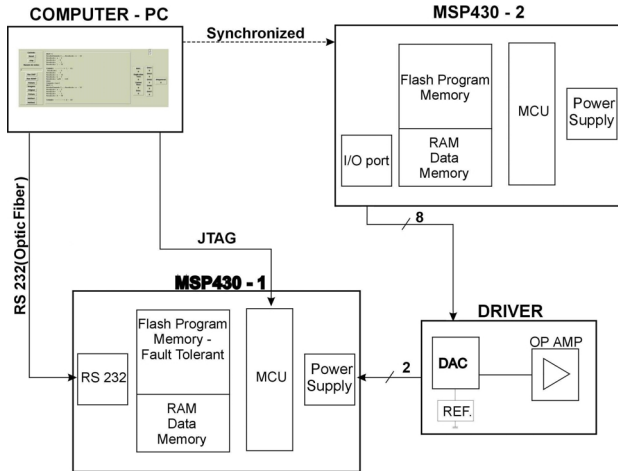 COMPUTER - PC
Synchronized
MSP430 - 2
Flash Program
Memory
RAM
Data
Memory
I/O port
MCU
Power
Supply
8
RS 232(Optic Fiber)
JTAG
MSP430 - 1
RS 232
Flash Program
Memory -
Fault Tolerant
RAM
Data
Memory
MCU
Power
Supply
2
DRIVER
DAC
OP AMP
REF.